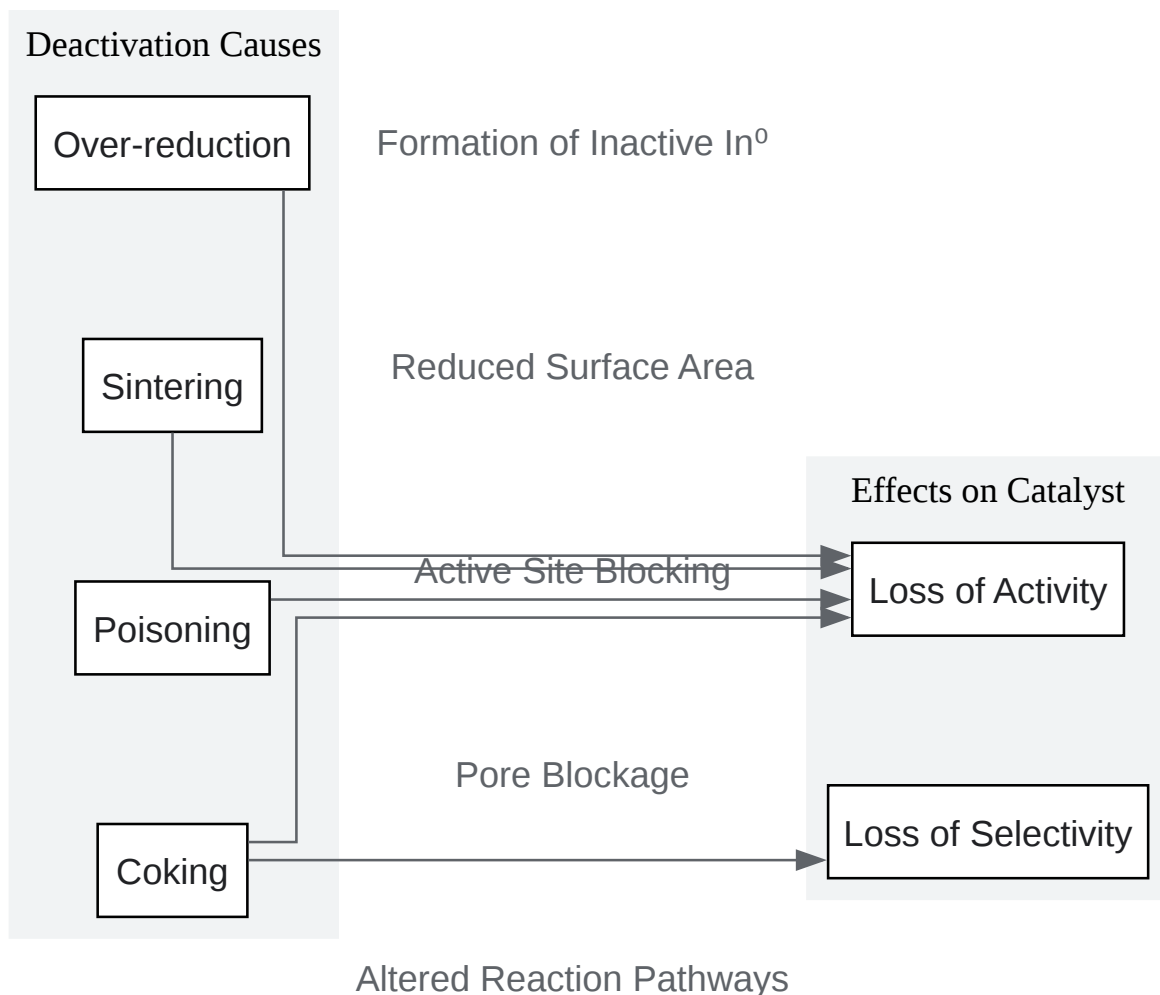 Deactivation Causes
Over-reduction
Formation of Inactive In⁰
Sintering
Reduced Surface Area
Effects on Catalyst
Active Site Blocking
Loss of Activity
Poisoning
Pore Blockage
Loss of Selectivity
Coking
Altered Reaction Pathways